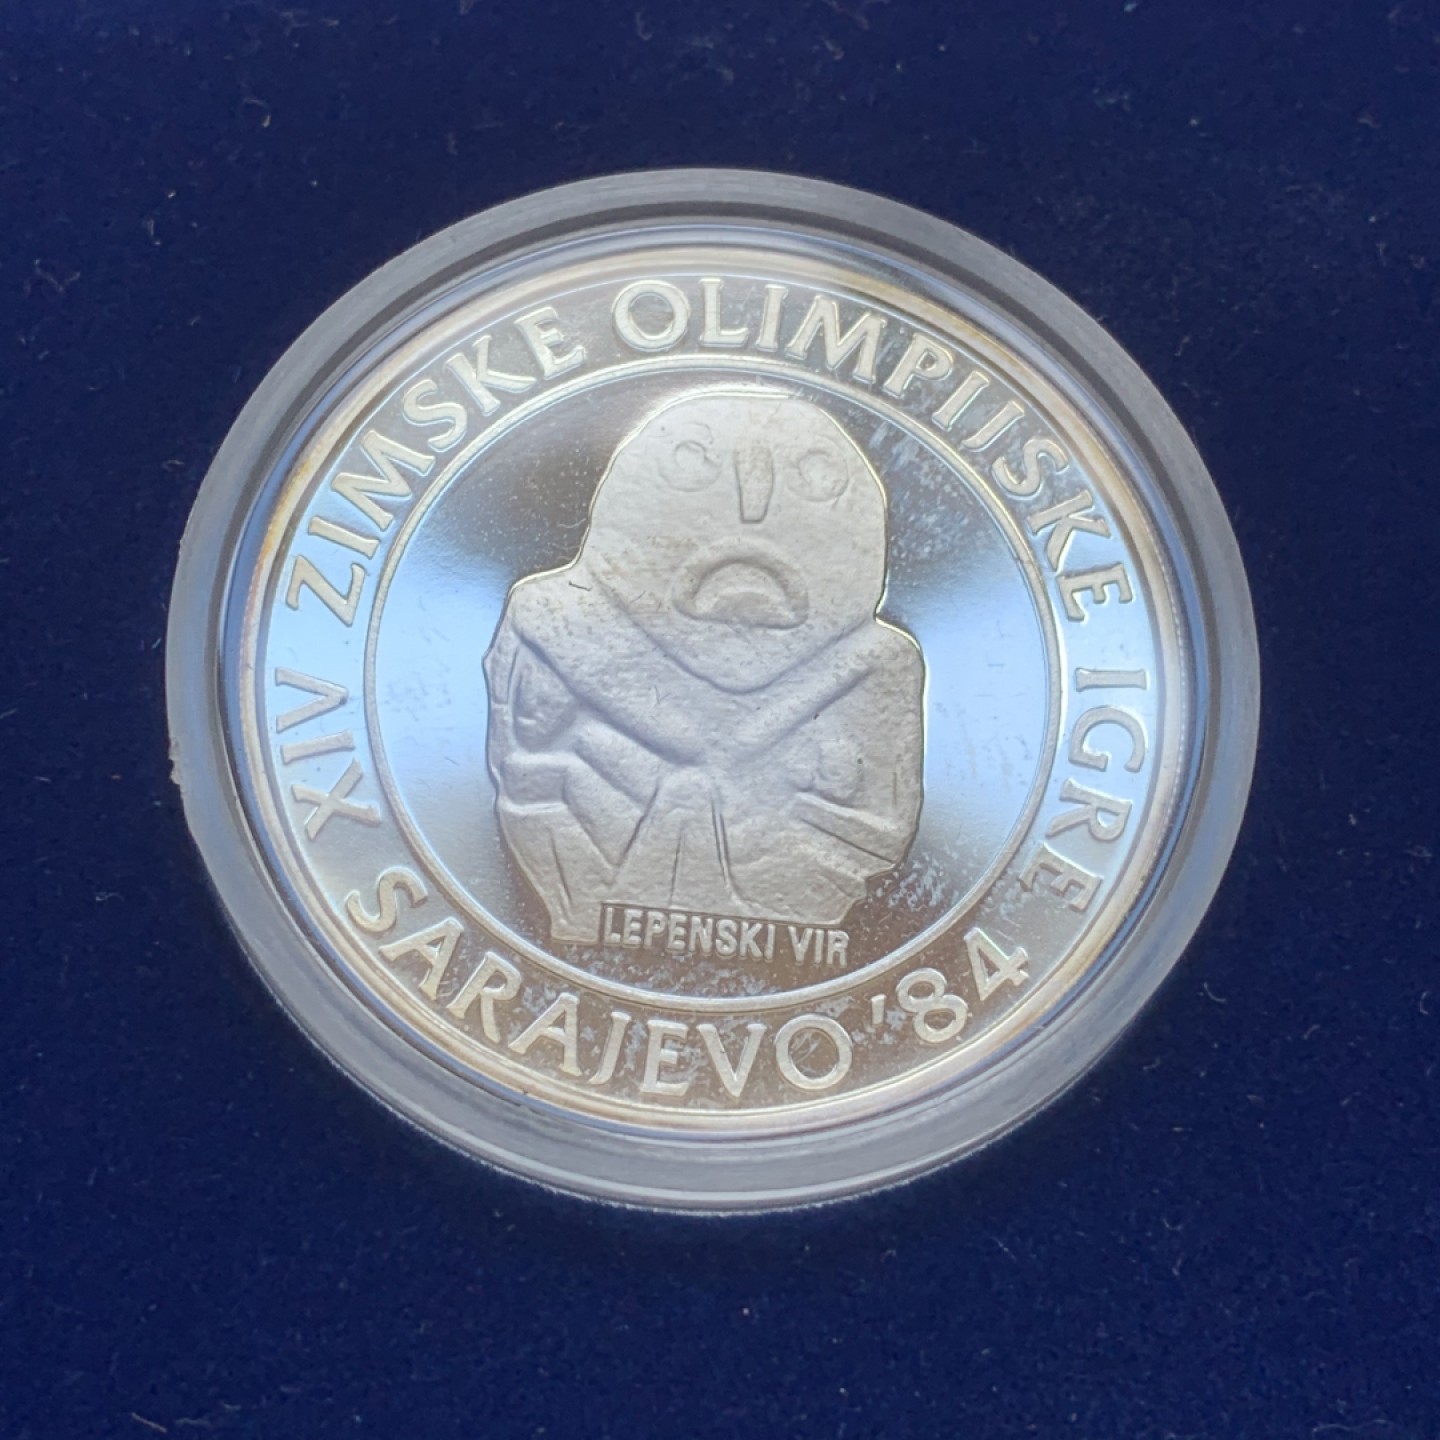 XIV ZIMSKE OLIMPIJSKE IGRE
SARAJEVO '84
LEPENSKI VIR